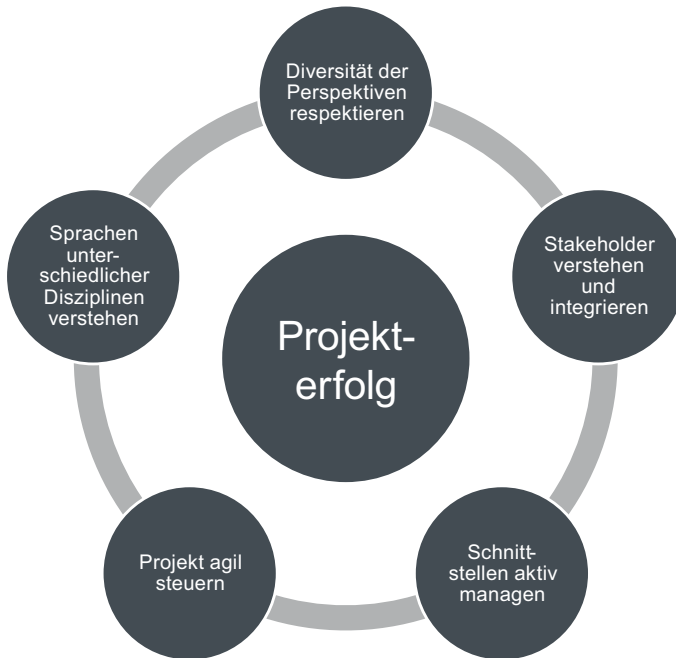 Diversität der
Perspektiven
respektieren
Stakeholder
verstehen
und
integrieren
Schnitt-
stellen aktiv
managen
Projekt agil
steuern
Sprachen
unter-
schiedlicher
Disziplinen
verstehen
Projekt-
erfolg